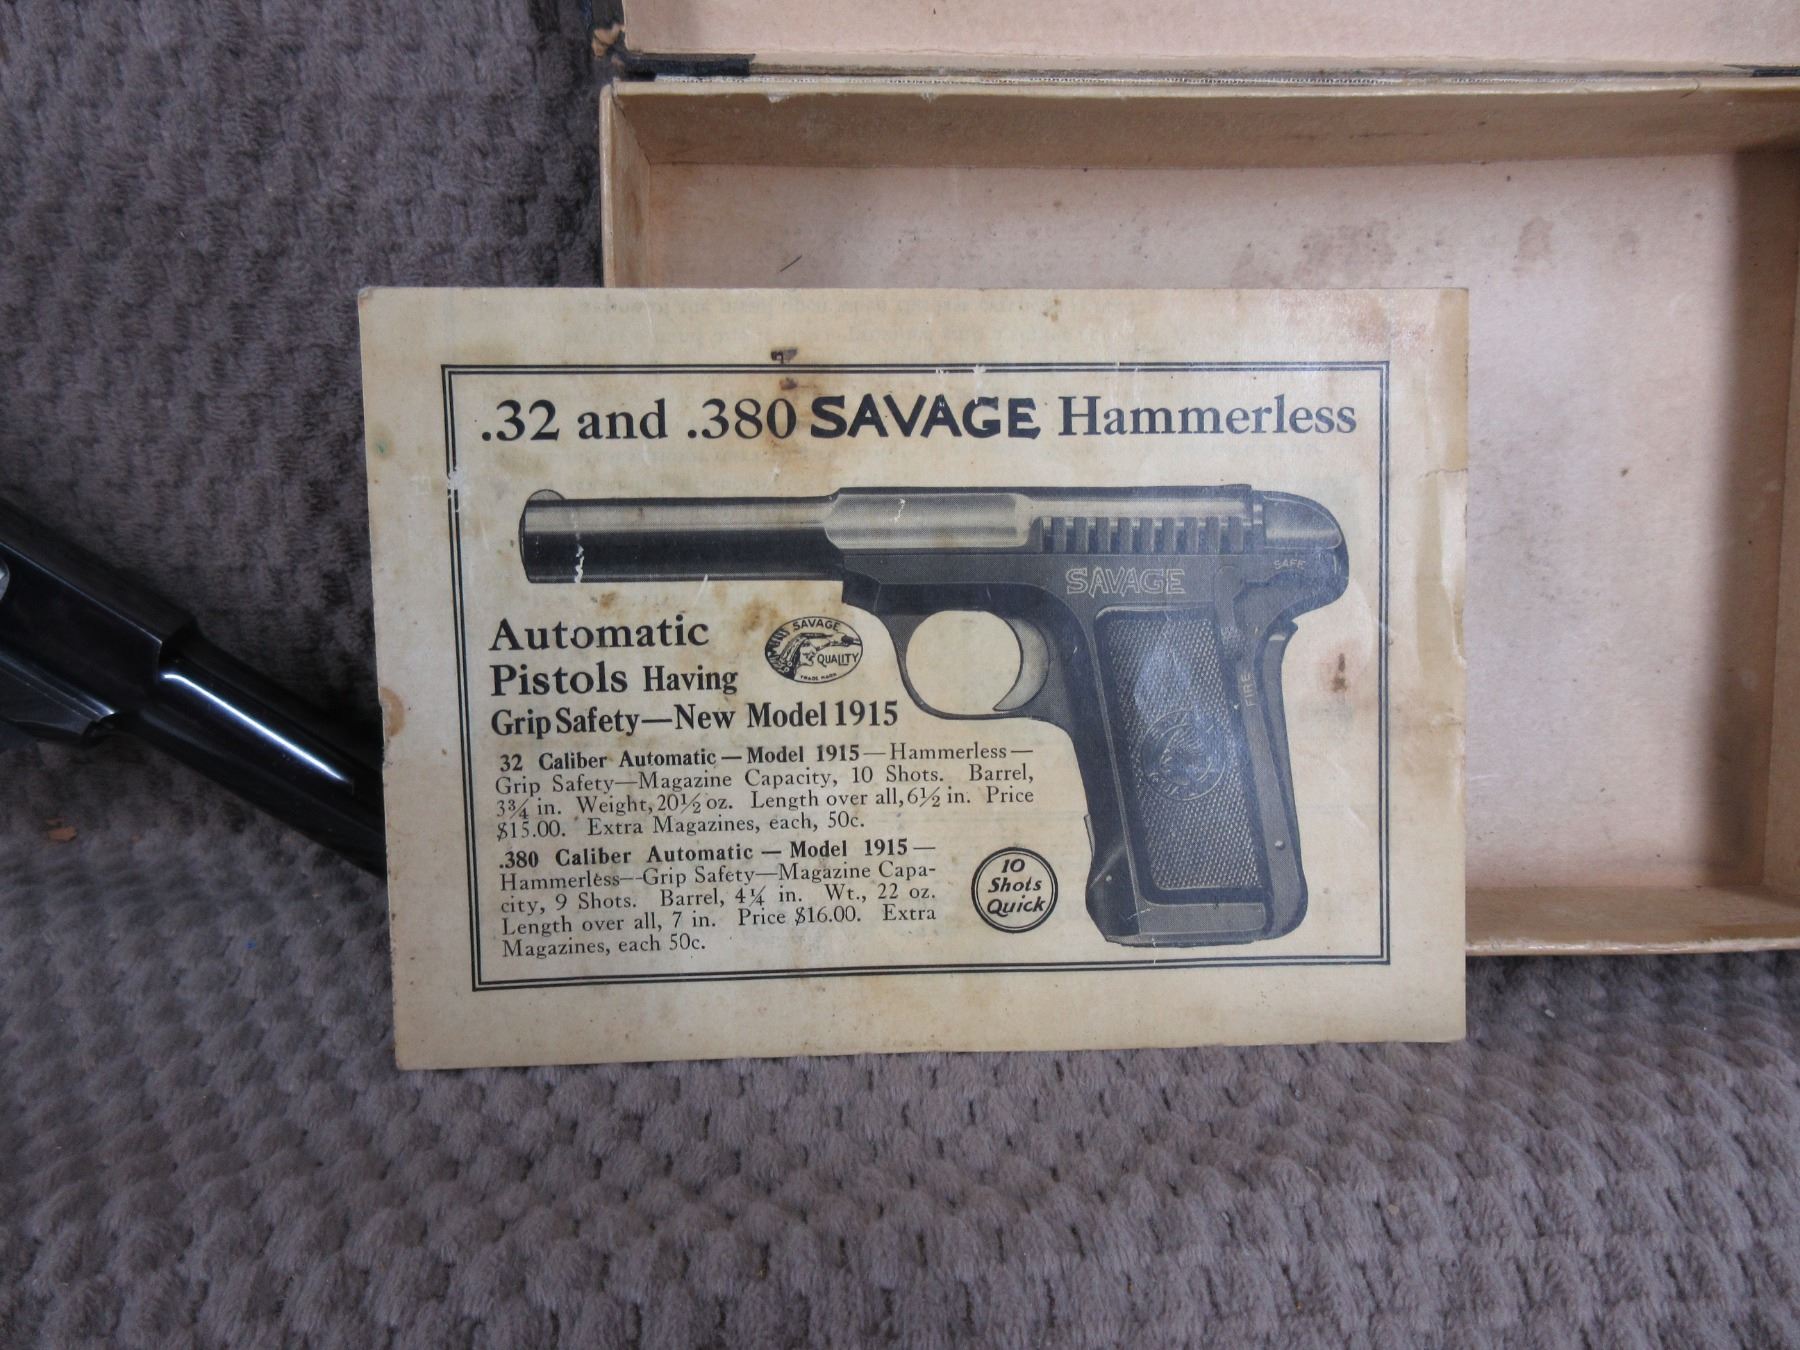 .32 and .380 SAVAGE Hammerless
SAVAGE
SAFE
FIRE
Automatic
Pistols Having
Grip Safety—New Model 1915
SAVAGE
QUALITY
TRADE MARK
32 Caliber Automatic — Model 1915 — Hammerless —
Grip Safety—Magazine Capacity, 10 Shots. Barrel,
3¾ in. Weight, 20½ oz. Length over all, 6½ in. Price
$15.00. Extra Magazines, each, 50c.
.380 Caliber Automatic — Model 1915 —
Hammerless—Grip Safety—Magazine Capa-
city, 9 Shots. Barrel, 4¼ in. Wt., 22 oz.
Length over all, 7 in. Price $16.00. Extra
Magazines, each 50c.
10
Shots
Quick